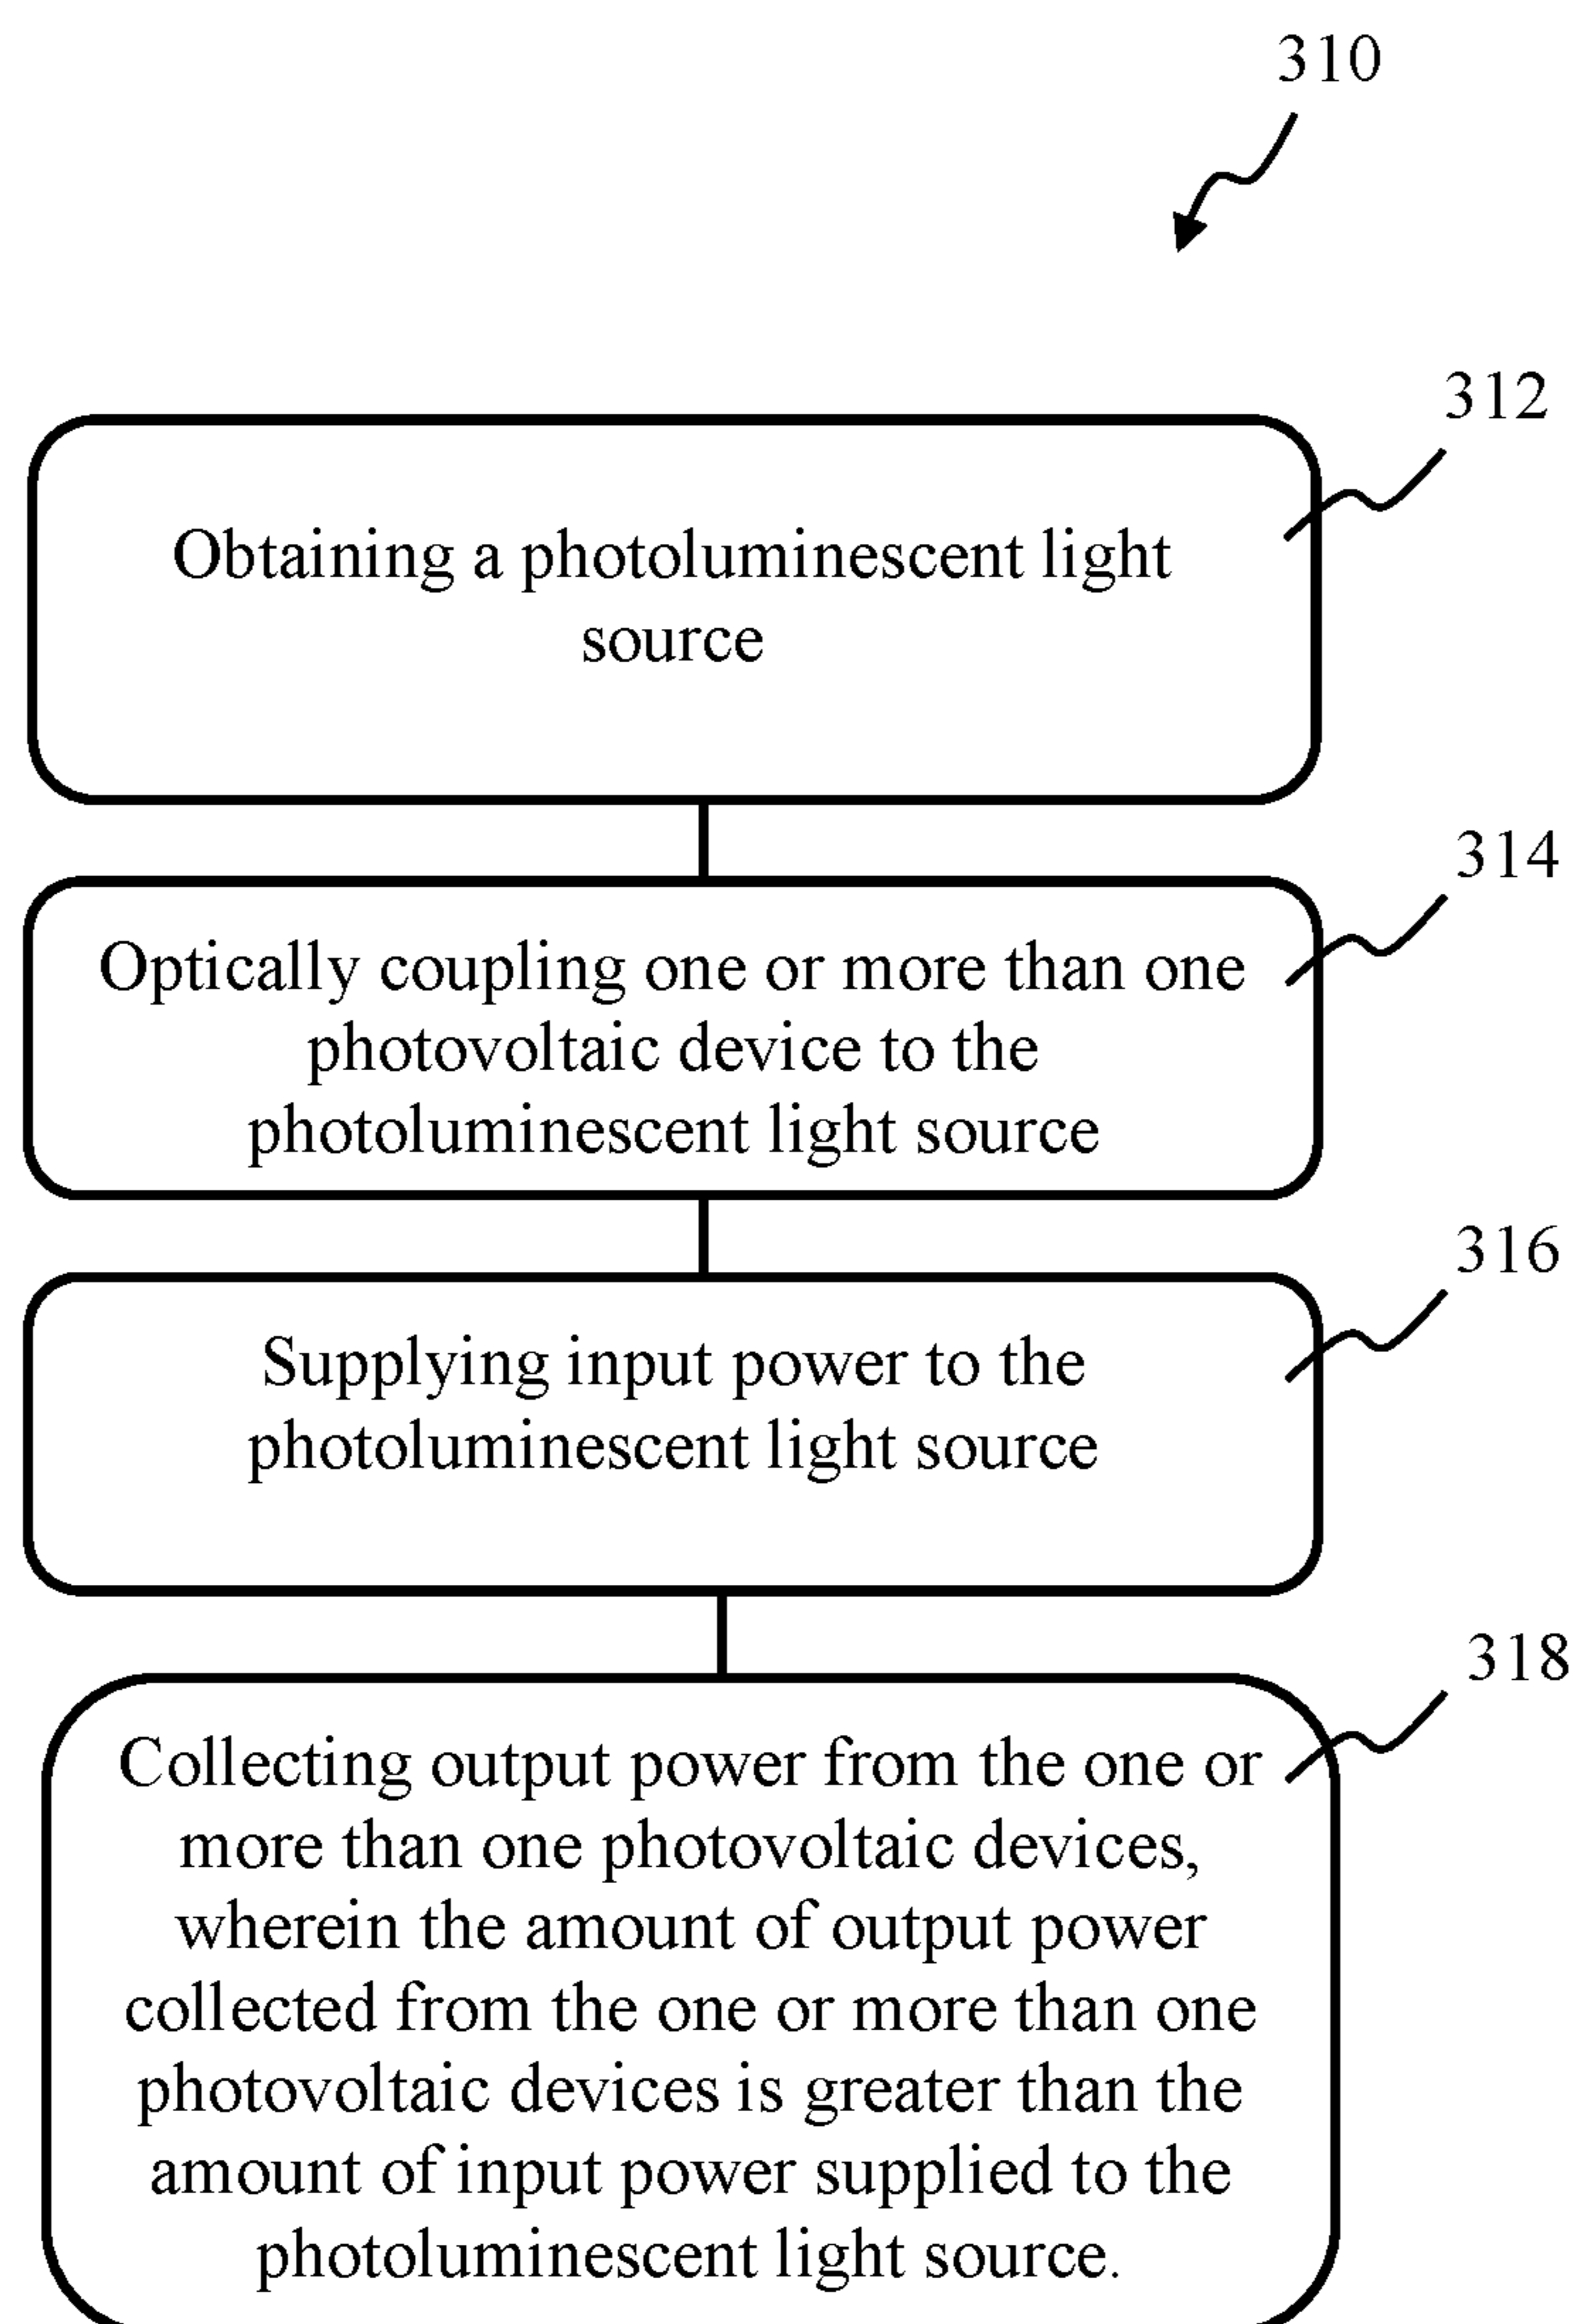 310
312
Obtaining a photoluminescent light
source
314
Optically coupling one or more than one
photovoltaic device to the
photoluminescent light source
316
Supplying input power to the
photoluminescent light source
318
Collecting output power from the one or
more than one photovoltaic devices,
wherein the amount of output power
collected from the one or more than one
photovoltaic devices is greater than the
amount of input power supplied to the
photoluminescent light source.